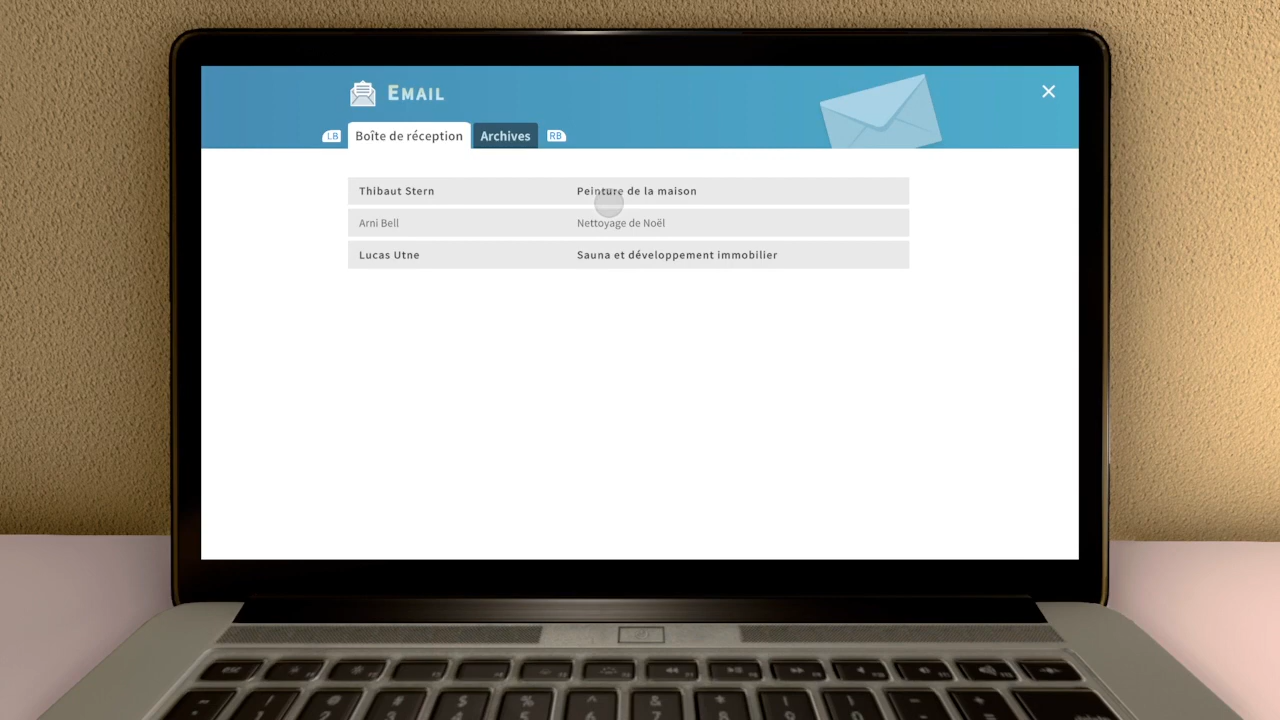 EMAIL
LB Boîte de réception Archives RB
Thibaut Stern Peinture de la maison
Arni Bell Nettoyage de Noël
Lucas Utne Sauna et développement immobilier
esc